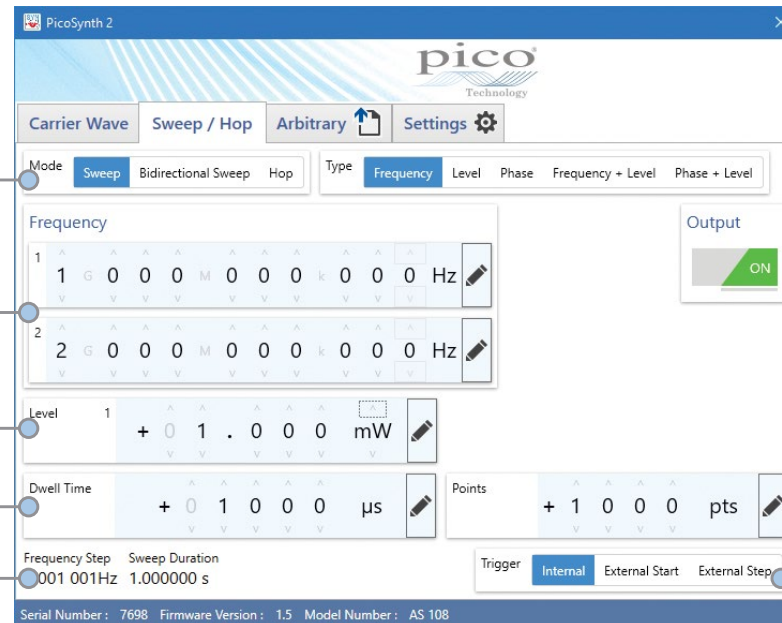 PicoSynth 2
pico
Technology
Carrier Wave Sweep / Hop Arbitrary Settings
Mode Sweep Bidirectional Sweep Hop Type Frequency Level Phase Frequency + Level Phase + Level
Frequency Output
1 1 G 0 0 0 M 0 0 0 k 0 0 0 Hz
ON
2 2 G 0 0 0 M 0 0 0 k 0 0 0 Hz
Level 1 + 0 1 . 0 0 0 mW
Dwell Time + 0 1 0 0 0 µs Points + 1 0 0 0 pts
Frequency Step Sweep Duration Trigger Internal External Start External Step
001 001Hz 1.000000 s
Serial Number : 7698 Firmware Version : 1.5 Model Number : AS 108